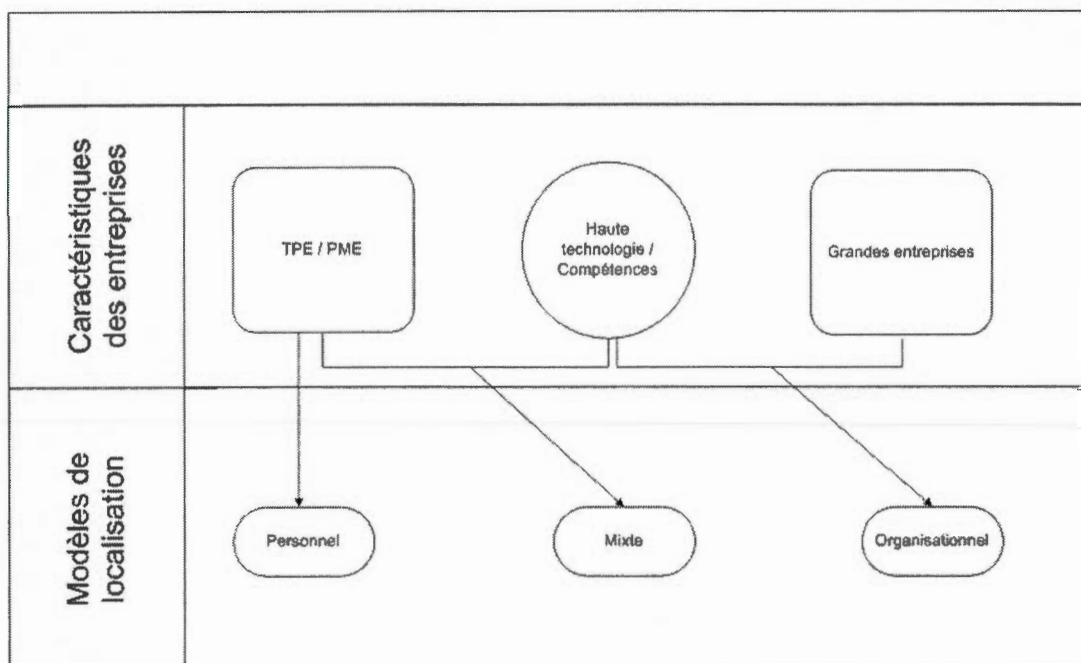 Caractéristiques
des entreprises
TPE / PME
Haute
technologie /
Compétences
Grandes entreprises
Modèles de
localisation
Personnel
Mixte
Organisationnel